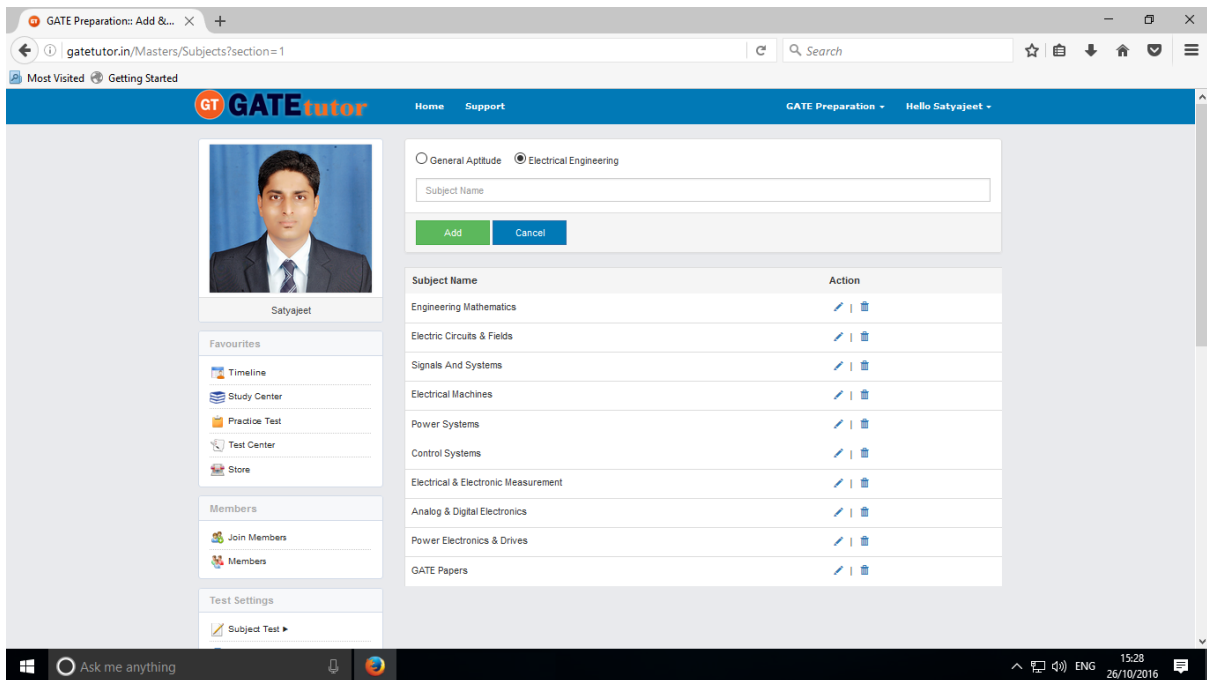 GATE Preparation:: Add &...
gatetutor.in/Masters/Subjects?section=1
Search
Most Visited Getting Started
GT GATEtutor Home Support GATE Preparation Hello Satyajeet
General Aptitude Electrical Engineering
Subject Name
Add Cancel
Satyajeet
Favourites
Timeline
Study Center
Practice Test
Test Center
Store
Members
Join Members
Members
Test Settings
Subject Test
Subject Name Action
Engineering Mathematics |
Electric Circuits & Fields |
Signals And Systems |
Electrical Machines |
Power Systems |
Control Systems |
Electrical & Electronic Measurement |
Analog & Digital Electronics |
Power Electronics & Drives |
GATE Papers |
Ask me anything ENG 15:28
26/10/2016